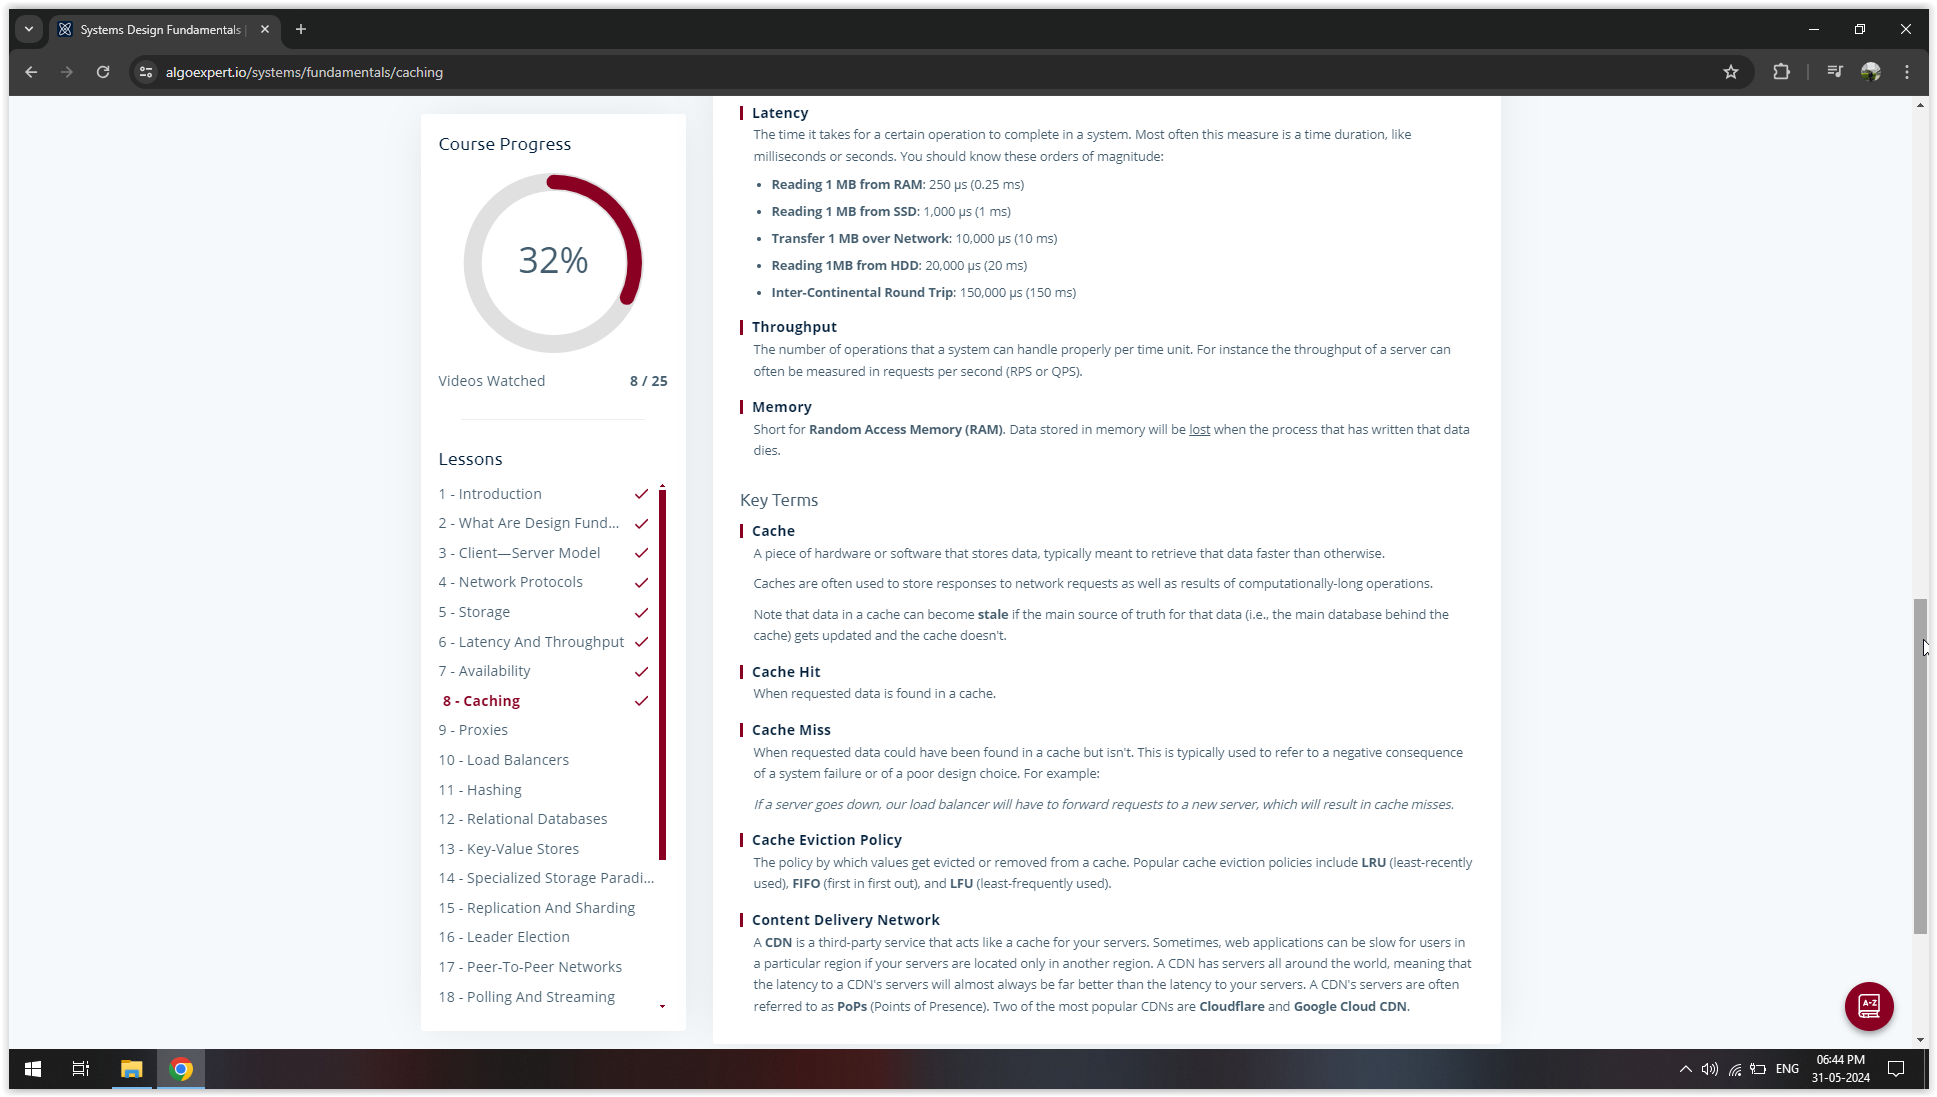 Systems Design Fundamentals |
algoexpert.io/systems/fundamentals/caching
Course Progress
32%
Videos Watched 8 / 25
Lessons
1 - Introduction
2 - What Are Design Fund...
3 - Client—Server Model
4 - Network Protocols
5 - Storage
6 - Latency And Throughput
7 - Availability
8 - Caching
9 - Proxies
10 - Load Balancers
11 - Hashing
12 - Relational Databases
13 - Key-Value Stores
14 - Specialized Storage Paradi...
15 - Replication And Sharding
16 - Leader Election
17 - Peer-To-Peer Networks
18 - Polling And Streaming
Latency
The time it takes for a certain operation to complete in a system. Most often this measure is a time duration, like
milliseconds or seconds. You should know these orders of magnitude:
• Reading 1 MB from RAM: 250 μs (0.25 ms)
• Reading 1 MB from SSD: 1,000 μs (1 ms)
• Transfer 1 MB over Network: 10,000 μs (10 ms)
• Reading 1MB from HDD: 20,000 μs (20 ms)
• Inter-Continental Round Trip: 150,000 μs (150 ms)
Throughput
The number of operations that a system can handle properly per time unit. For instance the throughput of a server can
often be measured in requests per second (RPS or QPS).
Memory
Short for Random Access Memory (RAM). Data stored in memory will be lost when the process that has written that data
dies.
Key Terms
Cache
A piece of hardware or software that stores data, typically meant to retrieve that data faster than otherwise.
Caches are often used to store responses to network requests as well as results of computationally-long operations.
Note that data in a cache can become stale if the main source of truth for that data (i.e., the main database behind the
cache) gets updated and the cache doesn't.
Cache Hit
When requested data is found in a cache.
Cache Miss
When requested data could have been found in a cache but isn't. This is typically used to refer to a negative consequence
of a system failure or of a poor design choice. For example:
If a server goes down, our load balancer will have to forward requests to a new server, which will result in cache misses.
Cache Eviction Policy
The policy by which values get evicted or removed from a cache. Popular cache eviction policies include LRU (least-recently
used), FIFO (first in first out), and LFU (least-frequently used).
Content Delivery Network
A CDN is a third-party service that acts like a cache for your servers. Sometimes, web applications can be slow for users in
a particular region if your servers are located only in another region. A CDN has servers all around the world, meaning that
the latency to a CDN's servers will almost always be far better than the latency to your servers. A CDN's servers are often
referred to as PoPs (Points of Presence). Two of the most popular CDNs are Cloudflare and Google Cloud CDN.
A-Z
ENG
06:44 PM
31-05-2024